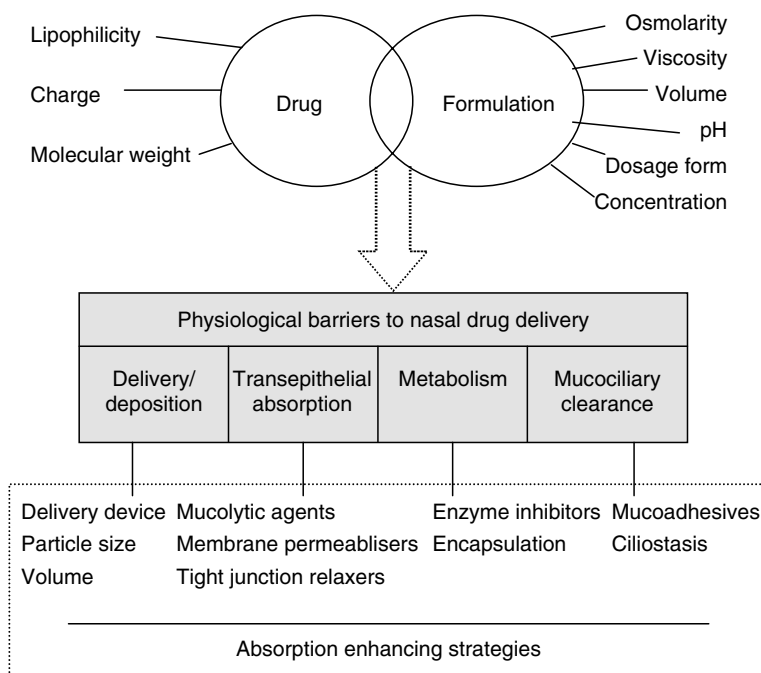 Lipophilicity
Charge
Molecular weight
Drug
Formulation
Osmolarity
Viscosity
Volume
pH
Dosage form
Concentration
Physiological barriers to nasal drug delivery
Delivery/
deposition
Transepithelial
absorption
Metabolism
Mucociliary
clearance
Delivery device
Particle size
Volume
Mucolytic agents
Membrane permeablisers
Tight junction relaxers
Enzyme inhibitors
Encapsulation
Mucoadhesives
Ciliostasis
Absorption enhancing strategies